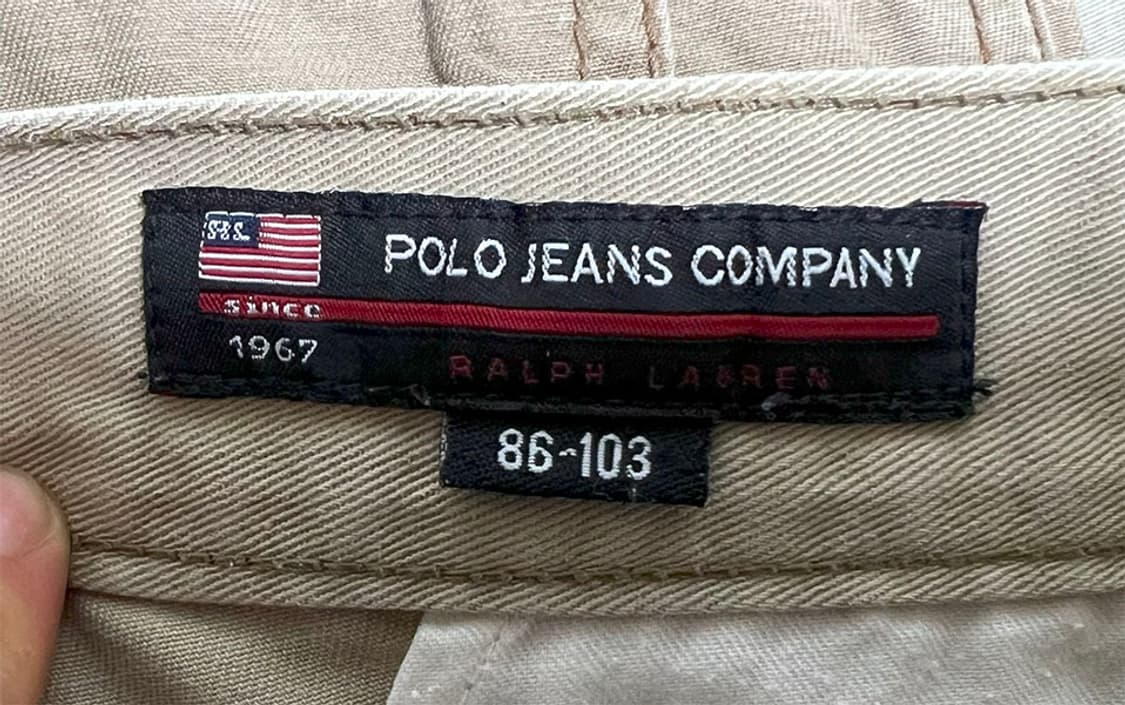 R.L.
POLO JEANS COMPANY
since
1967
RALPH LAUREN
86-103